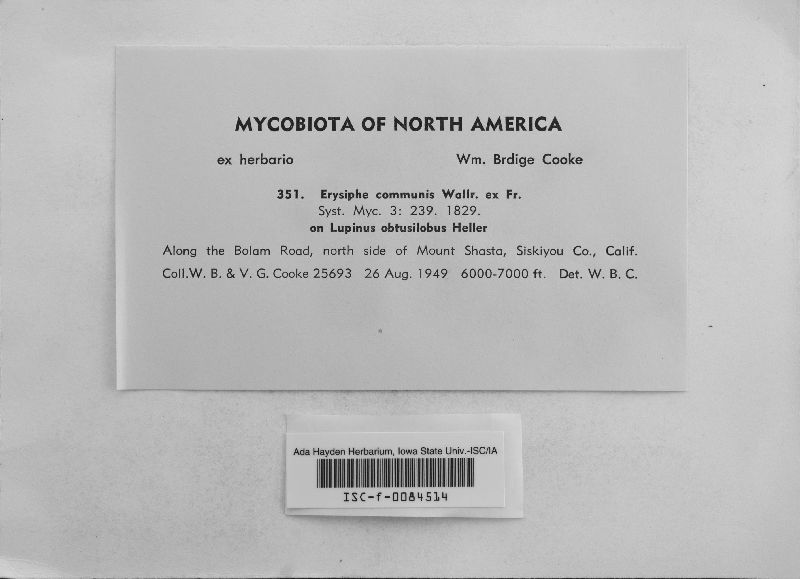 MYCOBIOTA OF NORTH AMERICA
ex herbario Wm. Brdige Cooke
351. Erysiphe communis Wallr. ex Fr.
Syst. Myc. 3: 239. 1829.
on Lupinus obtusilobus Heller
Along the Bolam Road, north side of Mount Shasta, Siskiyou Co., Calif.
Coll.W. B. & V. G. Cooke 25693 26 Aug. 1949 6000-7000 ft. Det. W. B. C.
Ada Hayden Herbarium, Iowa State Univ.-ISC/IA
ISC-f-0084514